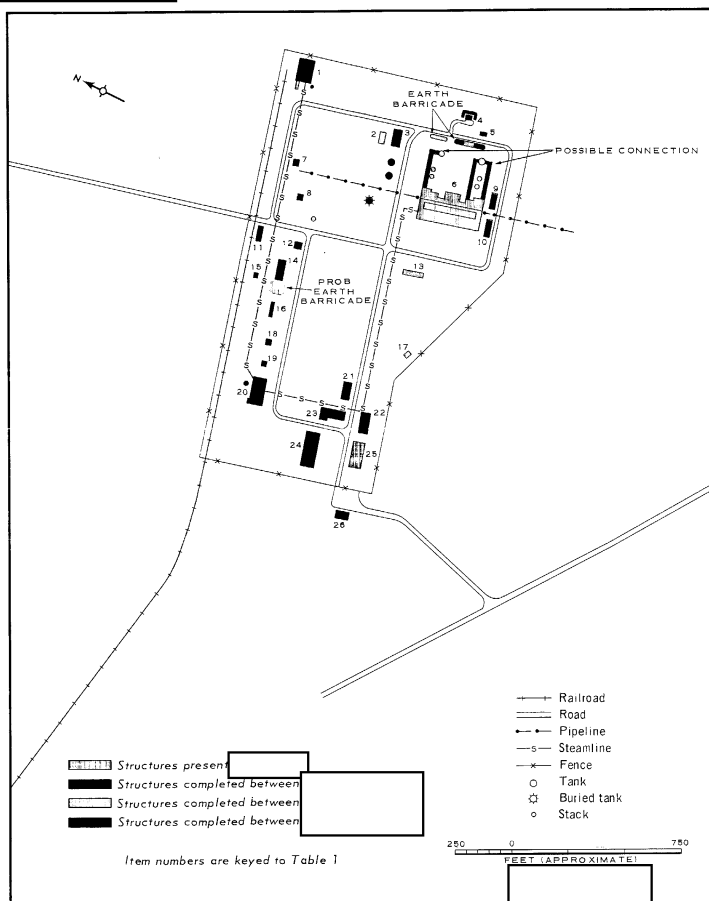 N
1
EARTH
BARRICADE
4
5
2
3
POSSIBLE CONNECTION
7
6
8
9
10
11
12
13
14
15
PROB
EARTH
BARRICADE
16
17
18
19
20
21
22
23
24
25
26
Railroad
Road
Pipeline
S Steamline
Fence
Tank
Buried tank
Stack
Structures present
Structures completed between
Structures completed between
Structures completed between
Item numbers are keyed to Table 1
250 0 750
FEET (APPROXIMATE)